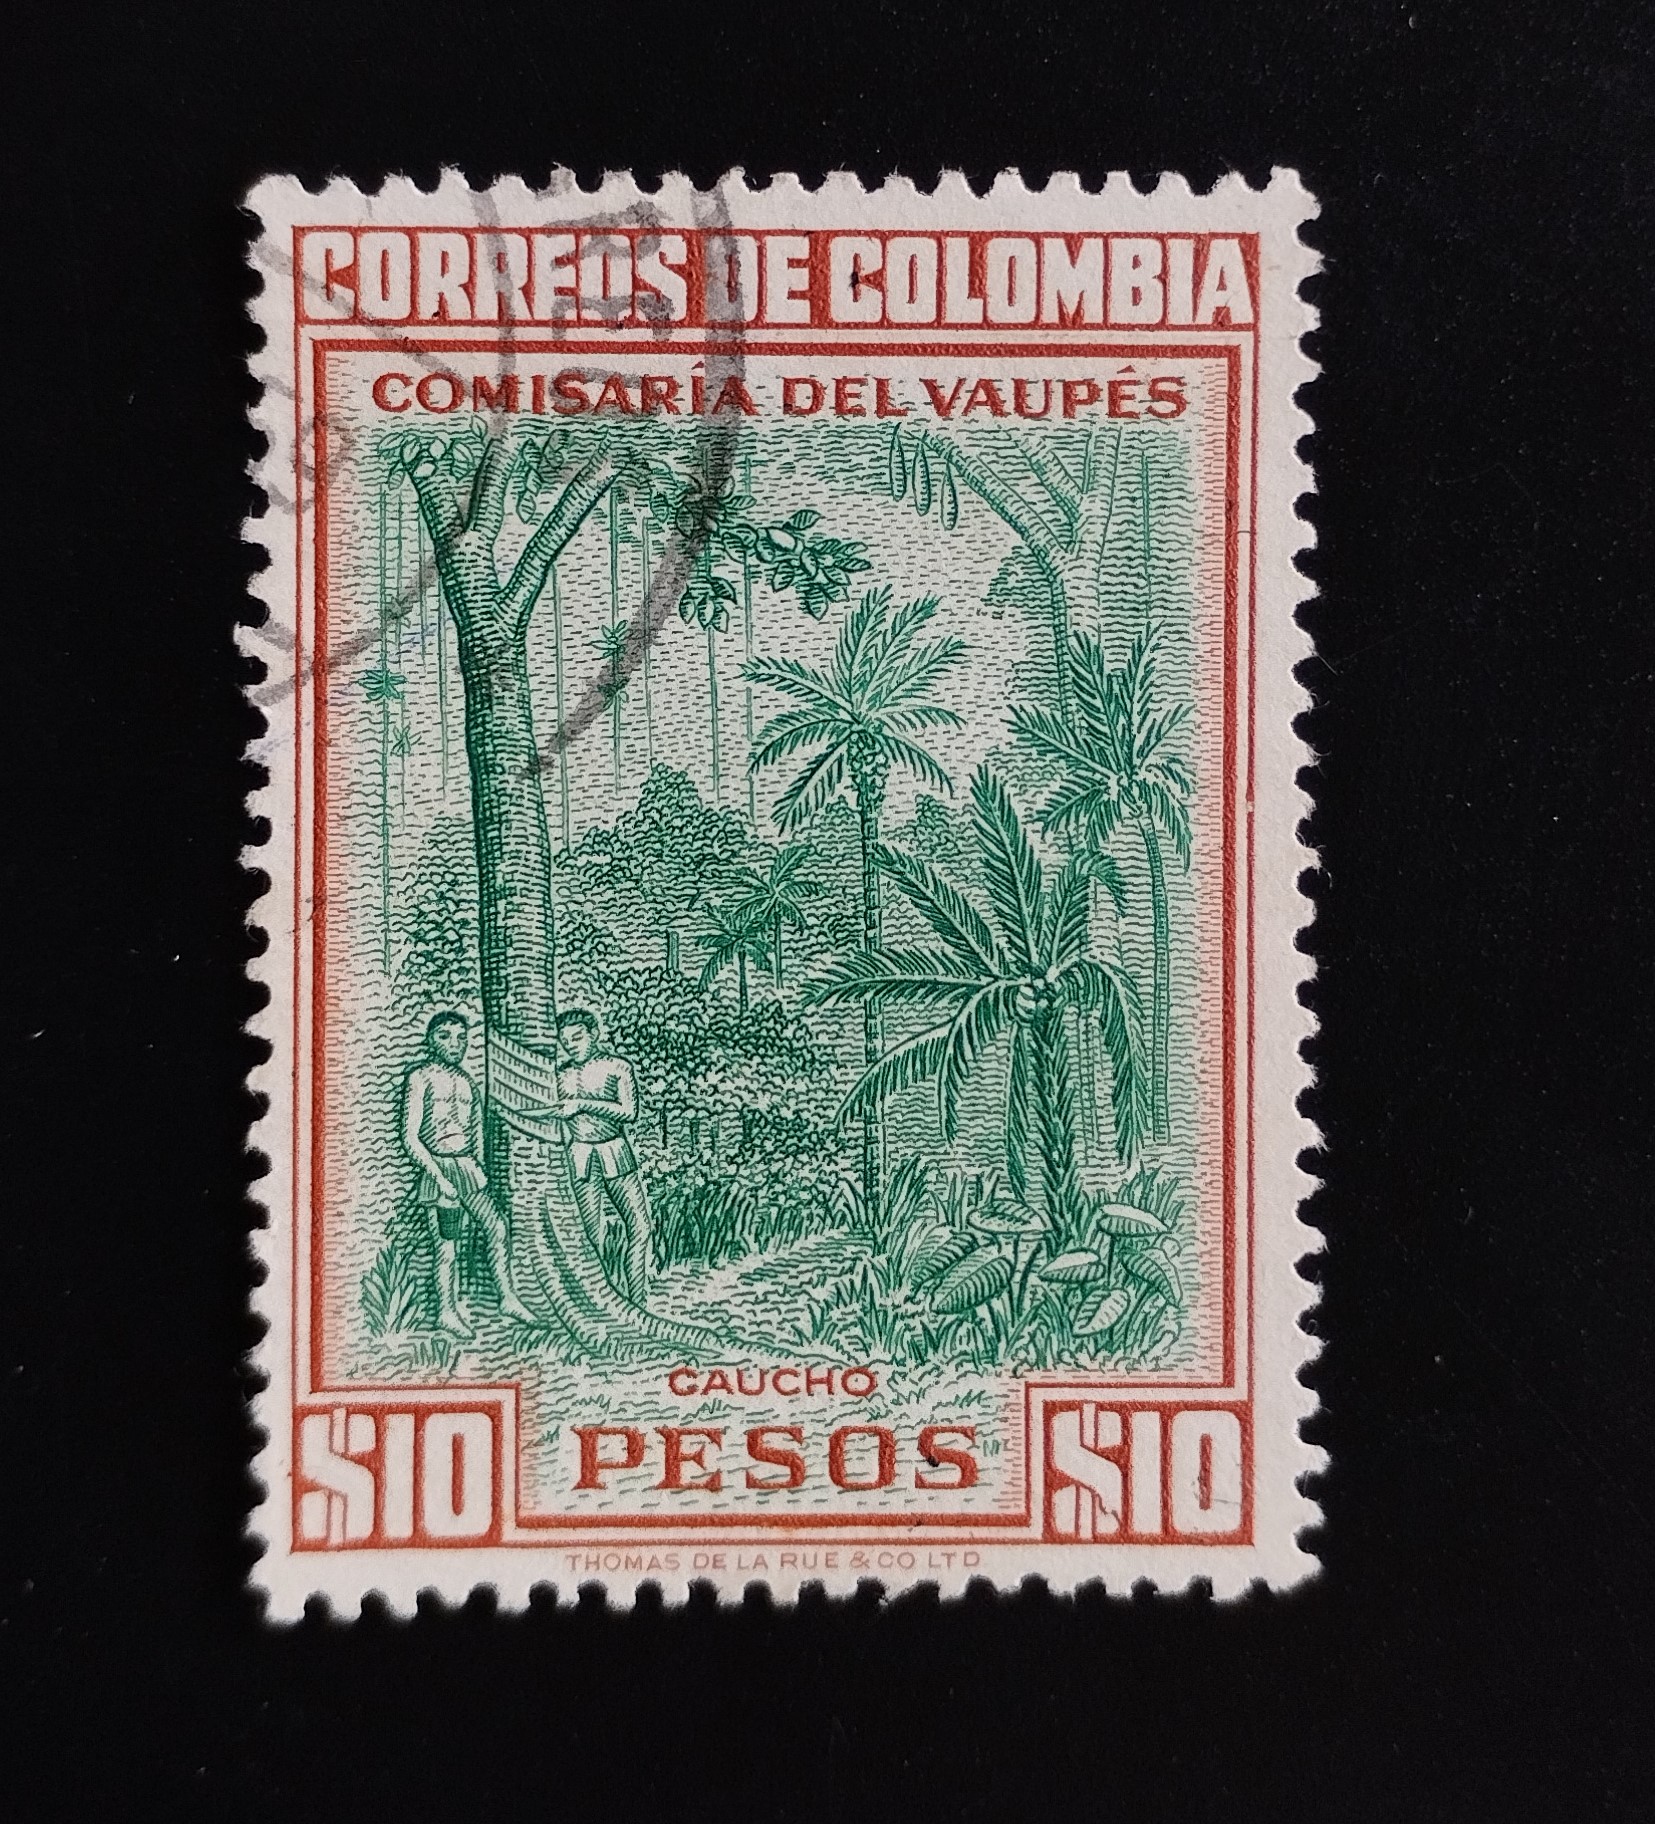 CORREOS DE COLOMBIA
COMISARÍA DEL VAUPÉS
CAUCHO
$10 PESOS $10
THOMAS DE LA RUE & CO LTD